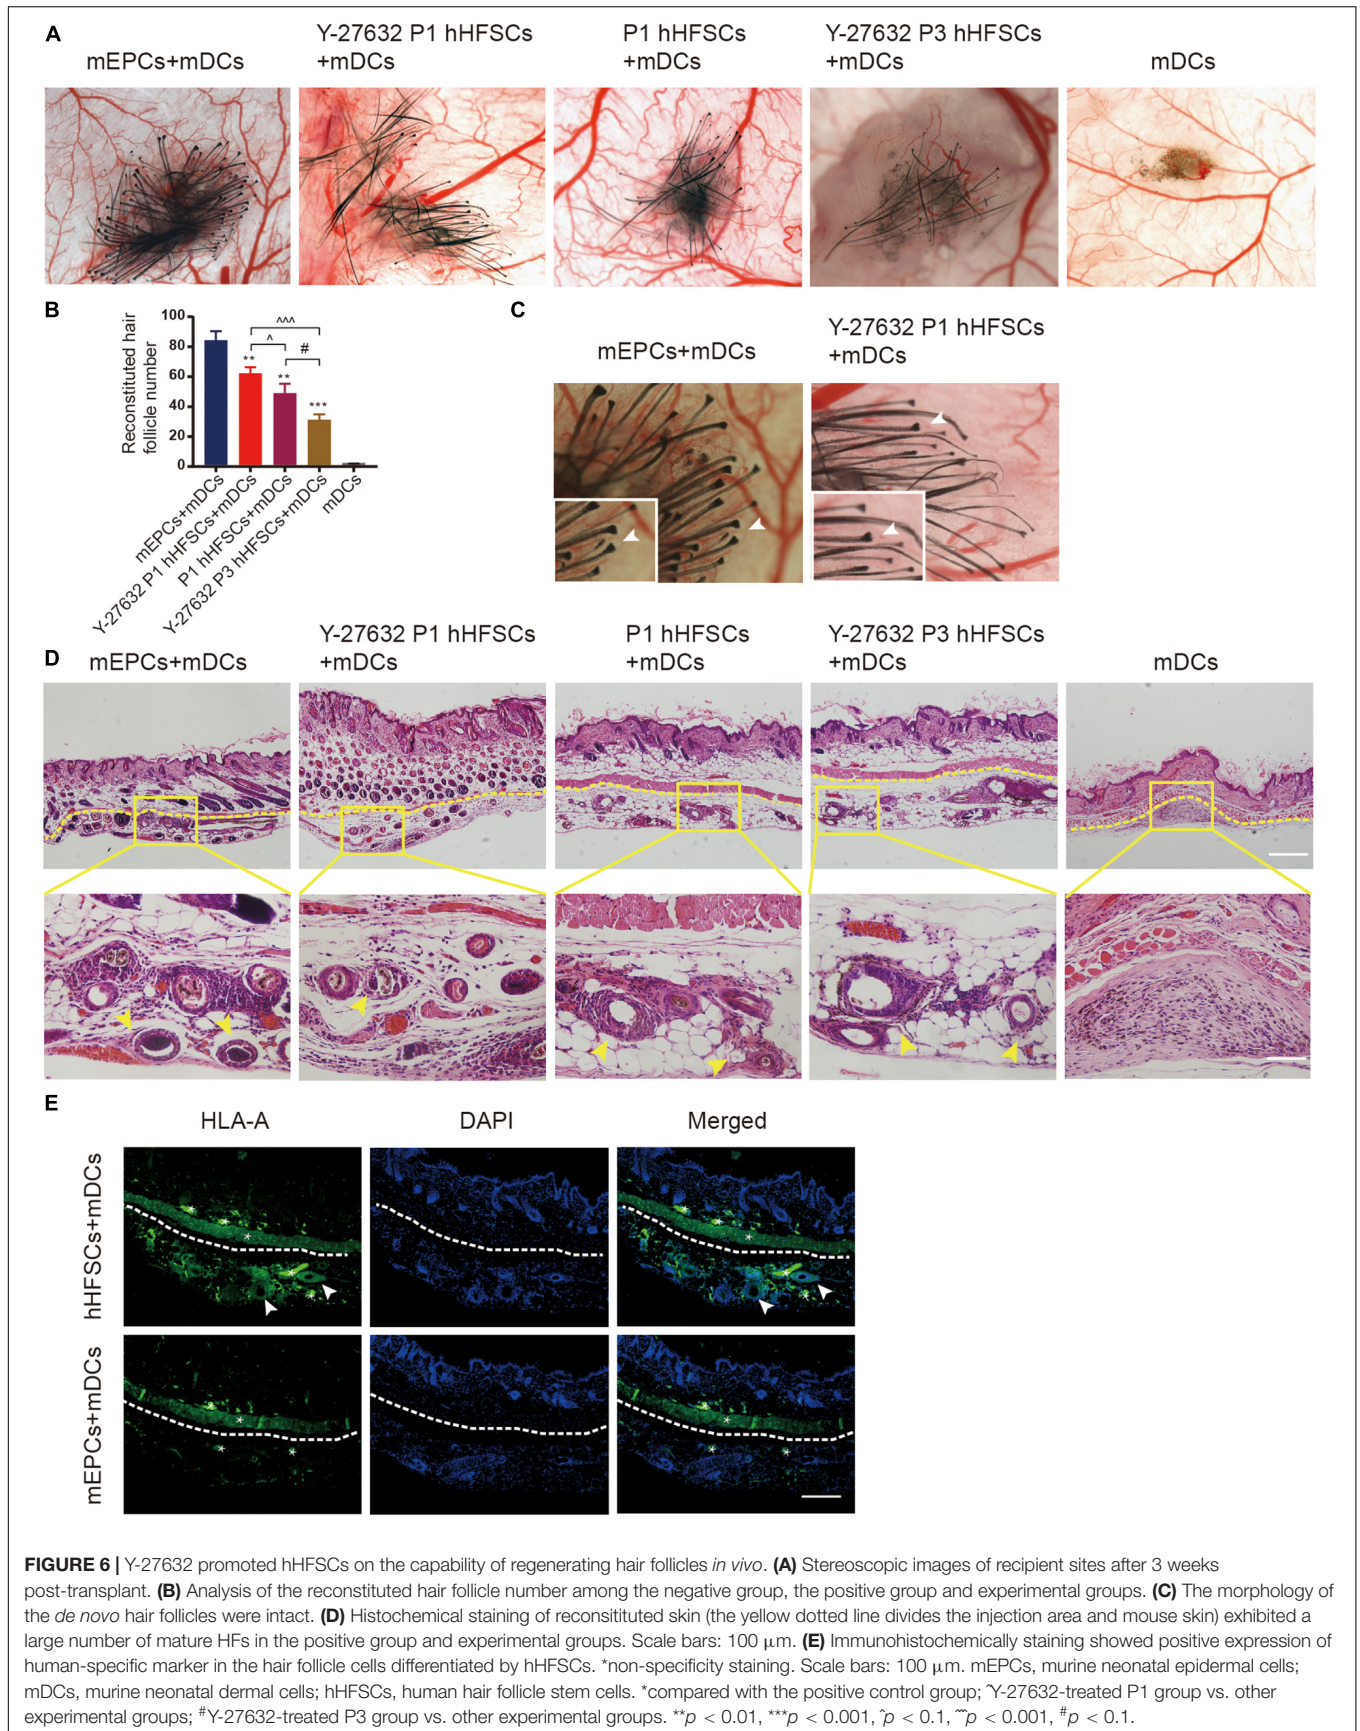 A
mEPCs+mDCs
Y-27632 P1 hHFSCs
+mDCs
P1 hHFSCs
+mDCs
Y-27632 P3 hHFSCs
+mDCs
mDCs
B
Reconstituted hair
follicle number
100
80
60
40
20
0
**
**
***
^^^
^
#
mEPCs+mDCs
Y-27632 P1 hHFSCs+mDCs
P1 hHFSCs+mDCs
Y-27632 P3 hHFSCs+mDCs
mDCs
C
mEPCs+mDCs
Y-27632 P1 hHFSCs
+mDCs
D
mEPCs+mDCs
Y-27632 P1 hHFSCs
+mDCs
P1 hHFSCs
+mDCs
Y-27632 P3 hHFSCs
+mDCs
mDCs
E
HLA-A
DAPI
Merged
hHFSCs+mDCs
mEPCs+mDCs
FIGURE 6 | Y-27632 promoted hHFSCs on the capability of regenerating hair follicles in vivo. (A) Stereoscopic images of recipient sites after 3 weeks
post-transplant. (B) Analysis of the reconstituted hair follicle number among the negative group, the positive group and experimental groups. (C) The morphology of
the de novo hair follicles were intact. (D) Histochemical staining of reconsitituted skin (the yellow dotted line divides the injection area and mouse skin) exhibited a
large number of mature HFs in the positive group and experimental groups. Scale bars: 100 μm. (E) Immunohistochemically staining showed positive expression of
human-specific marker in the hair follicle cells differentiated by hHFSCs. *non-specificity staining. Scale bars: 100 μm. mEPCs, murine neonatal epidermal cells;
mDCs, murine neonatal dermal cells; hHFSCs, human hair follicle stem cells. *compared with the positive control group; ^Y-27632-treated P1 group vs. other
experimental groups; #Y-27632-treated P3 group vs. other experimental groups. **p < 0.01, ***p < 0.001, ^p < 0.1, ^^^p < 0.001, #p < 0.1.